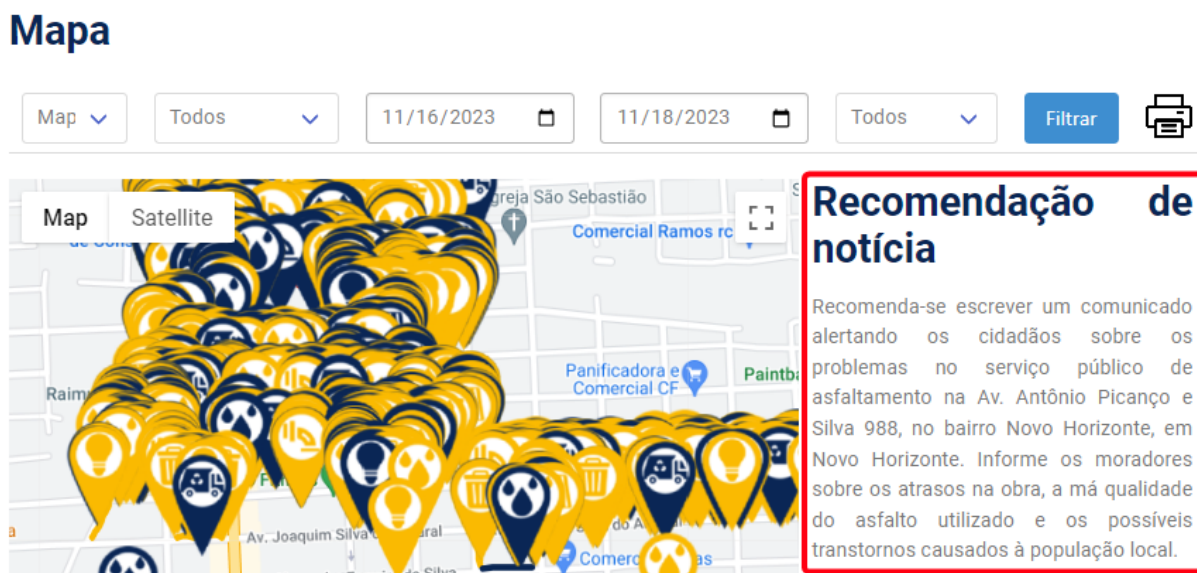 Mapa
Map
Todos
11/16/2023
11/18/2023
Todos
Filtrar
Map
Satellite
greja São Sebastião
Comercial Ramos rc
Panificadora e
Comercial CF
Paintba
Raim
Av. Joaquim Silva
Comerc
Recomendação de
notícia
Recomenda-se escrever um comunicado
alertando os cidadãos sobre os
problemas no serviço público de
asfaltamento na Av. Antônio Picanço e
Silva 988, no bairro Novo Horizonte, em
Novo Horizonte. Informe os moradores
sobre os atrasos na obra, a má qualidade
do asfalto utilizado e os possíveis
transtornos causados à população local.